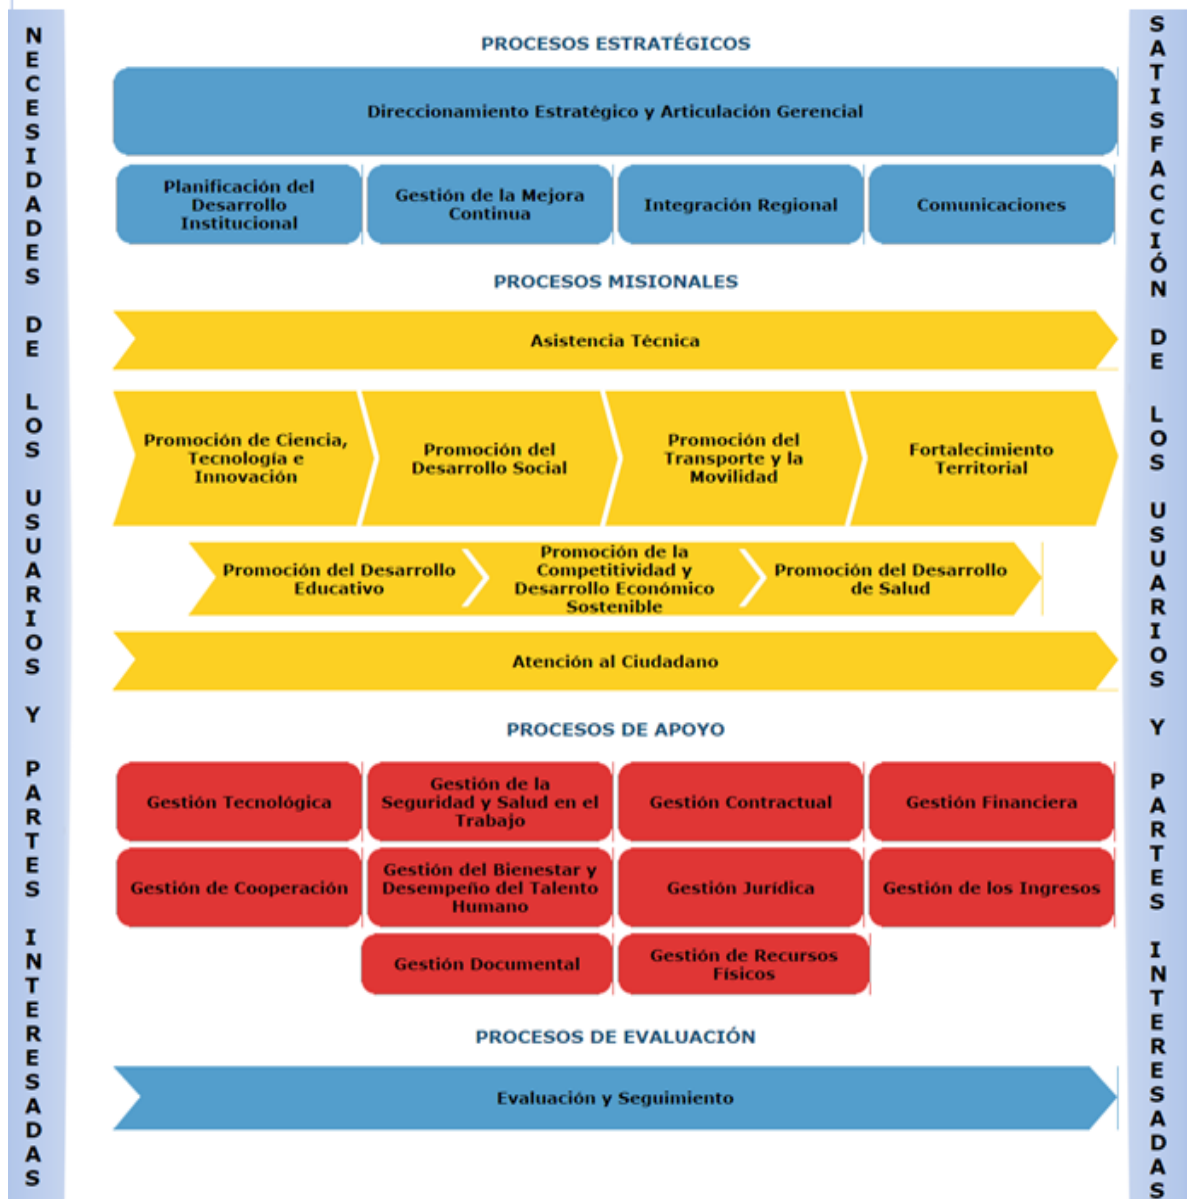 NECESIDADES DE LOS USUARIOS Y PARTES INTERESADAS
PROCESOS ESTRATÉGICOS
Direccionamiento Estratégico y Articulación Gerencial
Planificación del
Desarrollo
Institucional
Gestión de la Mejora
Continua
Integración Regional
Comunicaciones
PROCESOS MISIONALES
Asistencia Técnica
Promoción de Ciencia,
Tecnología e
Innovación
Promoción del
Desarrollo Social
Promoción del
Transporte y la
Movilidad
Fortalecimiento
Territorial
Promoción del Desarrollo
Educativo
Promoción de la
Competitividad y
Desarrollo Económico
Sostenible
Promoción del Desarrollo
de Salud
Atención al Ciudadano
PROCESOS DE APOYO
Gestión Tecnológica
Gestión de la
Seguridad y Salud en el
Trabajo
Gestión Contractual
Gestión Financiera
Gestión de Cooperación
Gestión del Bienestar y
Desempeño del Talento
Humano
Gestión Jurídica
Gestión de los Ingresos
Gestión Documental
Gestión de Recursos
Físicos
PROCESOS DE EVALUACIÓN
Evaluación y Seguimiento
SATISFACCIÓN DE LOS USUARIOS Y PARTES INTERESADAS